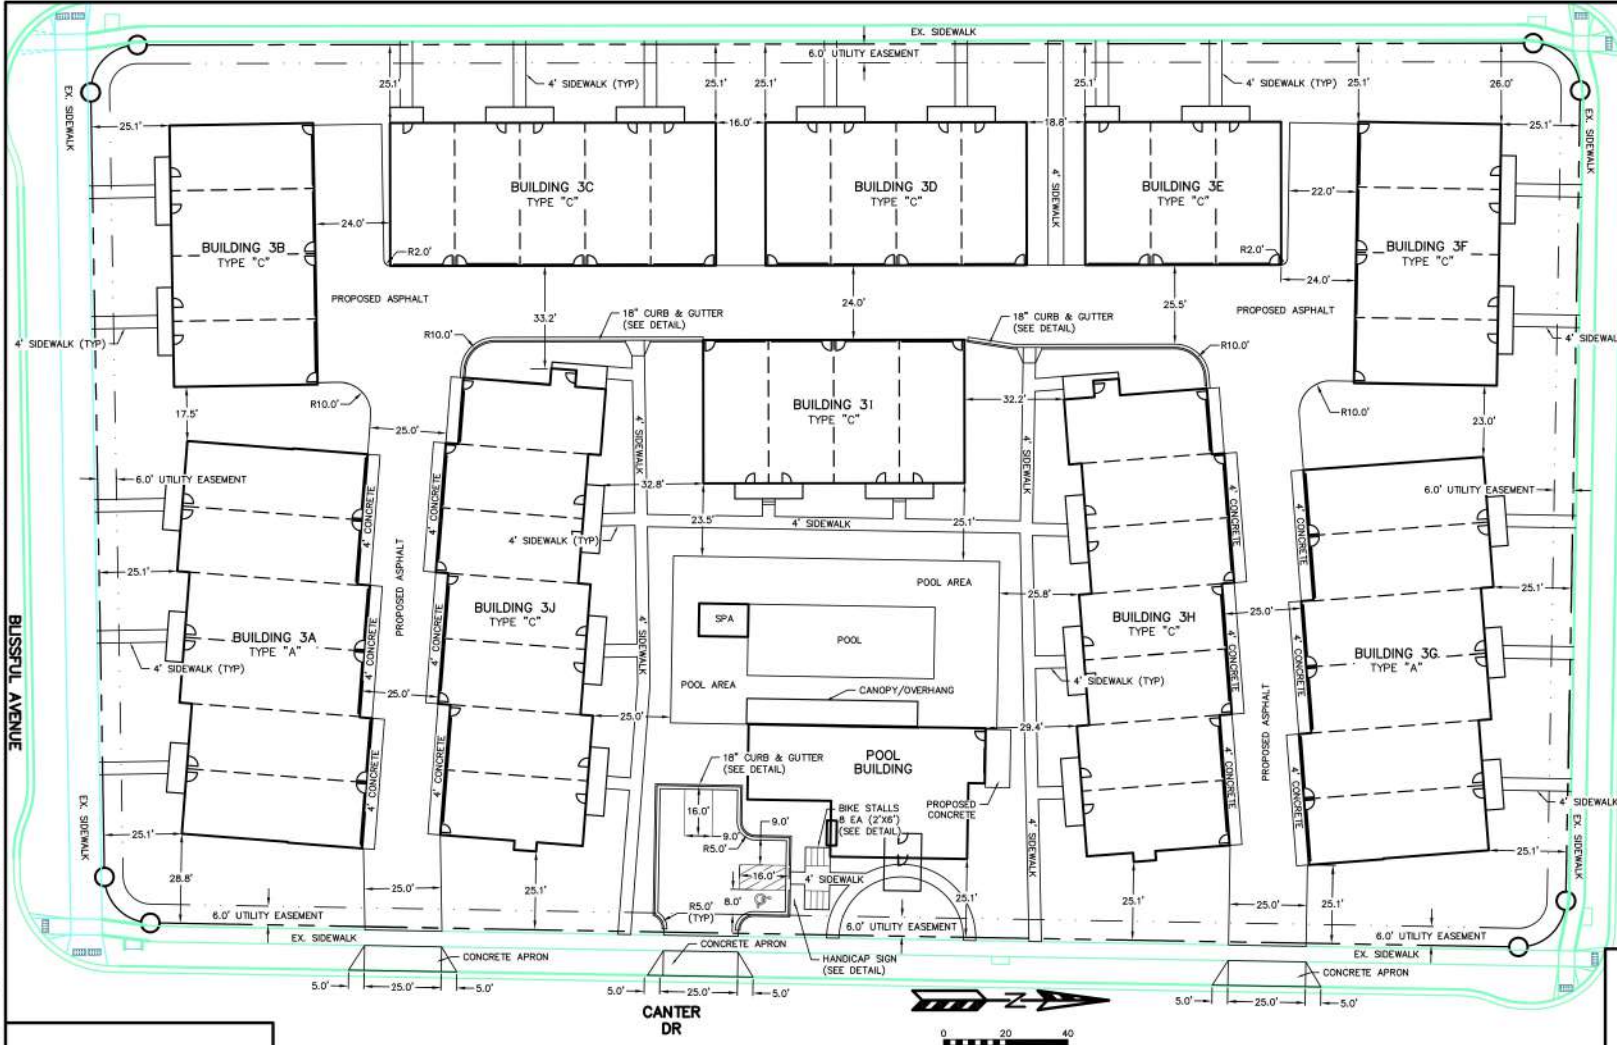 EX. SIDEWALK
6.0' UTILITY EASEMENT
25.1'
4' SIDEWALK (TYP)
25.1'
25.1'
25.1'
4' SIDEWALK (TYP)
25.1'
26.0'
EX. SIDEWALK
25.1'
16.0'
18.8'
25.1'
EX. SIDEWALK
BUILDING 3C
TYPE "C"
BUILDING 3D
TYPE "C"
4' SIDEWALK
BUILDING 3E
TYPE "C"
22.0'
24.0'
BUILDING 3B
TYPE "C"
R2.0'
R2.0'
BUILDING 3F
TYPE "C"
24.0'
PROPOSED ASPHALT
33.2'
18" CURB & GUTTER
(SEE DETAIL)
24.0'
18" CURB & GUTTER
(SEE DETAIL)
25.5'
PROPOSED ASPHALT
4' SIDEWALK (TYP)
R10.0'
R10.0'
4' SIDEWALK
R10.0'
17.5'
25.0'
BUILDING 3I
TYPE "C"
32.2'
R10.0'
23.0'
4' SIDEWALK
4' SIDEWALK
6.0' UTILITY EASEMENT
4' CONCRETE
4' CONCRETE
32.8'
23.5'
4' SIDEWALK
25.1'
4' CONCRETE
4' CONCRETE
6.0' UTILITY EASEMENT
4' SIDEWALK (TYP)
25.1'
PROPOSED ASPHALT
POOL AREA
25.8'
25.1'
BLISSFUL AVENUE
BUILDING 3A
TYPE "A"
4' CONCRETE
4' CONCRETE
BUILDING 3J
TYPE "C"
4' SIDEWALK
SPA
POOL
BUILDING 3H
TYPE "C"
4' CONCRETE
25.0'
4' CONCRETE
BUILDING 3G
TYPE "A"
4' SIDEWALK (TYP)
25.0'
25.0'
POOL AREA
CANOPY/OVERHANG
4' SIDEWALK (TYP)
29.4'
PROPOSED ASPHALT
4' CONCRETE
4' CONCRETE
18" CURB & GUTTER
(SEE DETAIL)
POOL
BUILDING
4' CONCRETE
4' CONCRETE
EX. SIDEWALK
25.1'
16.0'
9.0'
9.0'
R5.0'
BIKE STALLS
8 EA (2'X6')
(SEE DETAIL)
PROPOSED
CONCRETE
4' SIDEWALK
4' SIDEWALK
EX. SIDEWALK
25.1'
28.8'
25.0'
25.1'
16.0'
4' SIDEWALK
8.0'
R5.0'
(TYP)
25.1'
25.1'
25.0'
25.1'
6.0' UTILITY EASEMENT
6.0' UTILITY EASEMENT
6.0' UTILITY EASEMENT
EX. SIDEWALK
EX. SIDEWALK
CONCRETE APRON
CONCRETE APRON
HANDICAP SIGN
(SEE DETAIL)
CONCRETE APRON
5.0'
25.0'
5.0'
5.0'
25.0'
5.0'
5.0'
25.0'
5.0'
CANTER
DR
N
0 20 40